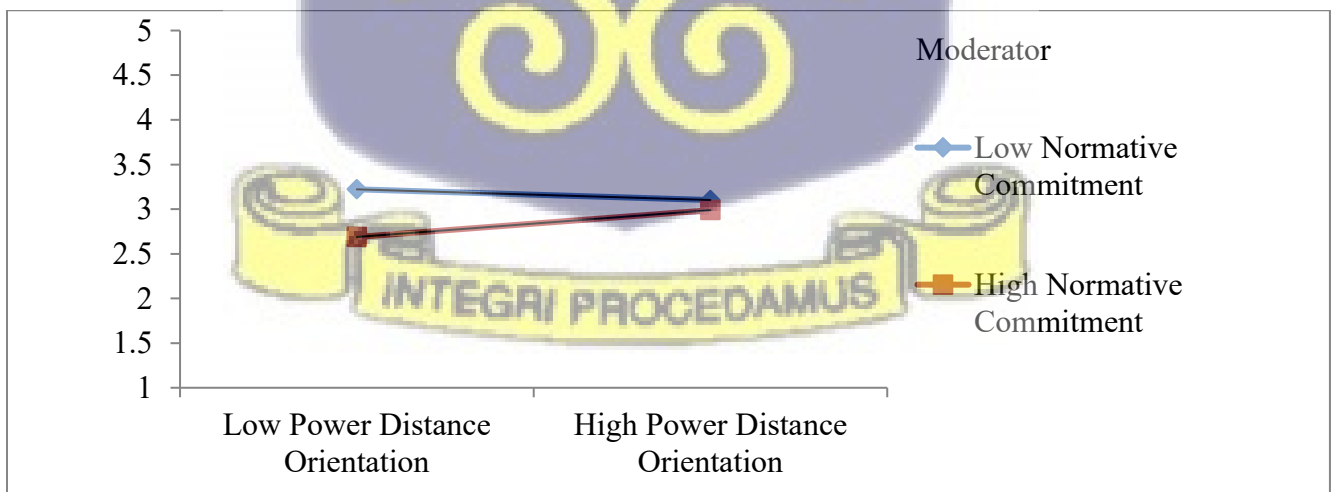 5
4.5
4
3.5
3
2.5
2
1.5
1
Moderator
Low Normative
Commitment
High Normative
Commitment
INTEGRI PROCEDAMUS
Low Power Distance
Orientation
High Power Distance
Orientation